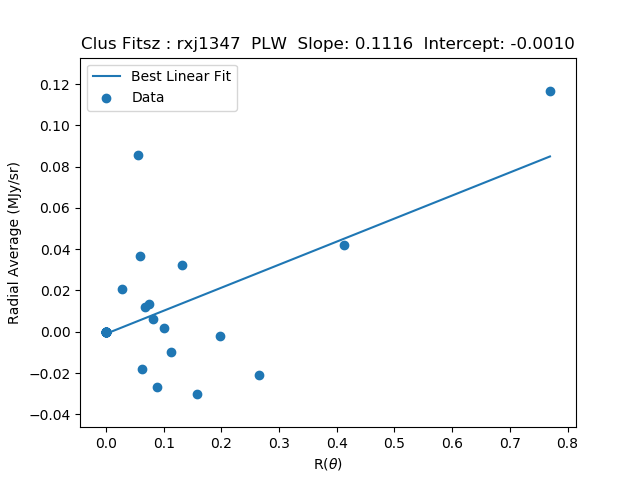 Clus Fitsz : rxj1347 PLW Slope: 0.1116 Intercept: -0.0010
Best Linear Fit
Data
Radial Average (MJy/sr)
0.12
0.10
0.08
0.06
0.04
0.02
0.00
−0.02
−0.04
0.0 0.1 0.2 0.3 0.4 0.5 0.6 0.7 0.8
R(θ)